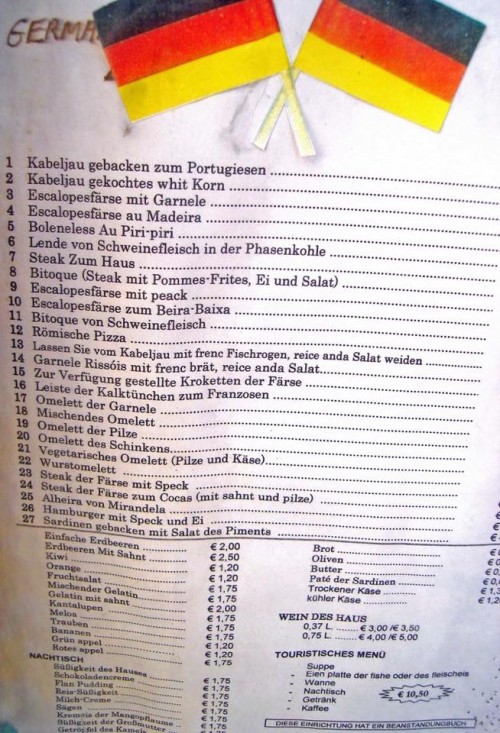 GERMA
1 Kabeljau gebacken zum Portugiesen
2 Kabeljau gekochtes whit Korn
3 Escalopesfärse mit Garnele
4 Escalopesfärse au Madeira
5 Boleneless Au Piri-piri
6 Lende von Schweinefleisch in der Phasenkohle
7 Steak Zum Haus
8 Bitoque (Steak mit Pommes-Frites, Ei und Salat)
9 Escalopesfärse mit peack
10 Escalopesfärse zum Beira-Baixa
11 Bitoque von Schweinefleisch
12 Römische Pizza
13 Lassen Sie vom Kabeljau mit frenc Fischrogen, reice anda Salat weiden
14 Garnele Rissóis mit frenc brät, reice anda Salat
15 Zur Verfügung gestellte Kroketten der Färse
16 Leiste der Kalktünchen zum Franzosen
17 Omelett der Garnele
18 Mischendes Omelett
19 Omelett der Pilze
20 Omelett des Schinkens
21 Vegetarisches Omelett (Pilze und Käse)
22 Wurstomelett
23 Steak der Färse mit Speck
24 Steak der Färse zum Cocas (mit sahnt und pilze)
25 Alheira von Mirandela
26 Hamburger mit Speck und Ei
27 Sardinen gebacken mit Salat des Piments
Einfache Erdbeeren € 2,00
Erdbeeren Mit Sahnt € 2,50
Kiwi € 1,20
Orange € 1,20
Fruchtsalat € 1,75
Mischender Gelatin € 1,75
Gelatin mit sahnt € 1,75
Kantalupen € 2,00
Meloa € 1,75
Trauben € 1,75
Bananen € 1,75
Grün appel € 1,20
Rotes appel € 1,20
€ 1,75
NACHTISCH
Süßigkeit des Hauses
Schokoladencreme € 1,75
Flan Pudding € 1,75
Reis-Süßigkeit € 1,75
Milch-Creme € 1,75
Sägen € 1,75
Kremeis der Mangopflaume € 1,75
Süßigkeit der Großmutter € 1,75
Getröpfel des Kamels
Brot
Oliven
Butter
Paté der Sardinen
Trockener Käse
kühler Käse
WEIN DES HAUS
0,37 L. € 3,00 /€ 3,50
0,75 L. € 4,00 /€ 5,00
TOURISTISCHES MENÜ
Suppe
- Eien platte der fishe oder des fleischeis
- Wanne
- Nachtisch
- Getränk
- Kaffee
€ 10,50
DIESE EINRICHTUNG HAT EIN BEANSTANDUNGBUCH